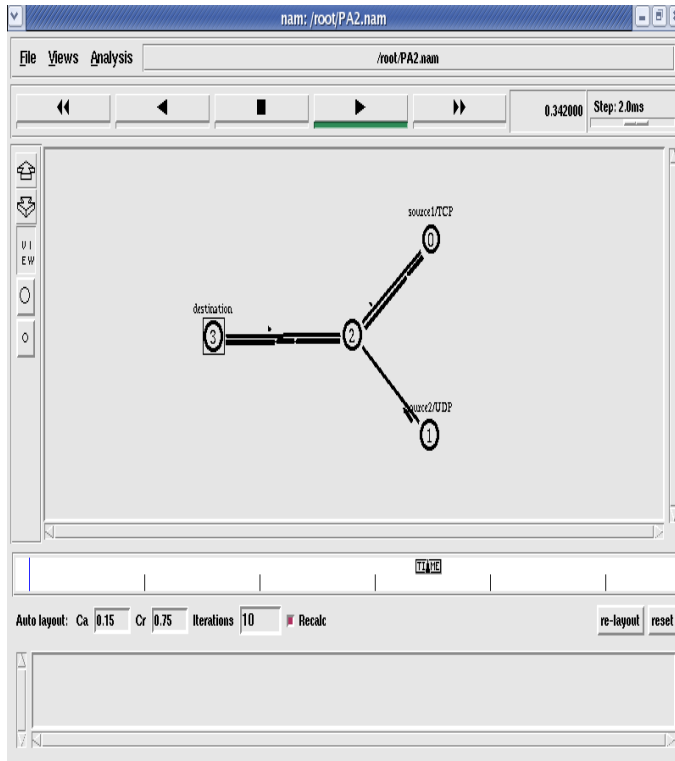 nam: /root/PA2.nam
File Views Analysis /root/PA2.nam
0.342000 Step: 2.0ms
VI
EW
source1/TCP
0
destination
3
2
source2/UDP
1
TIME
Auto layout: Ca 0.15 Cr 0.75 Iterations 10 Recalc re-layout reset